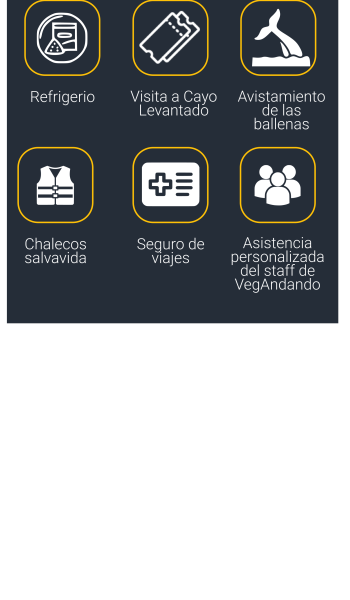 Refrigerio
Visita a Cayo
Levantado
Avistamiento
de las
ballenas
Chalecos
salvavida
Seguro de
viajes
Asistencia
personalizada
del staff de
VegAndando